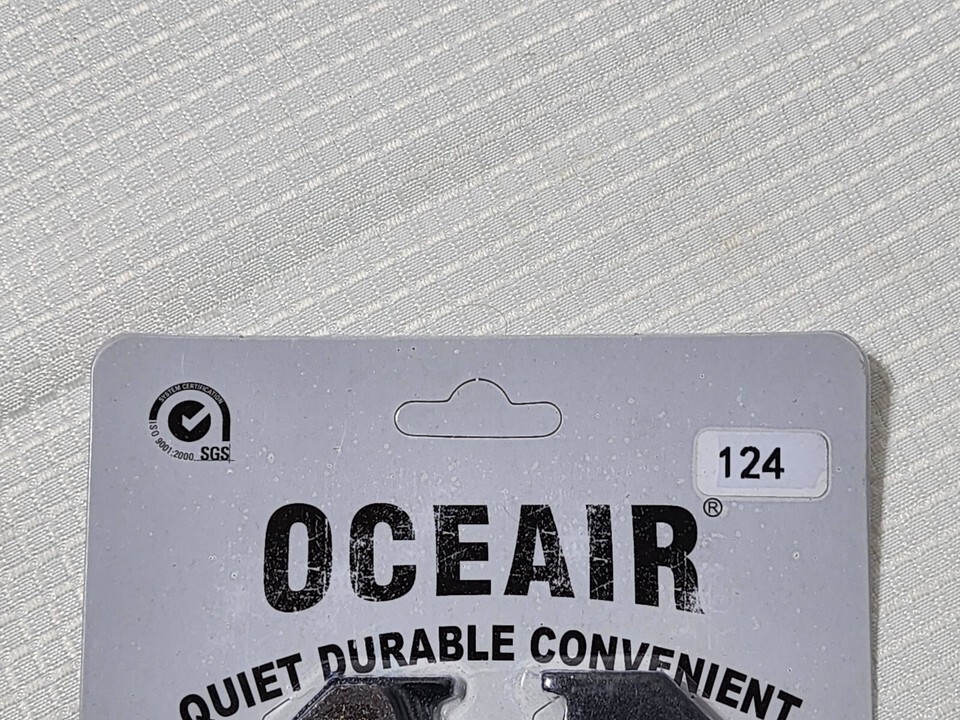 SYSTEM CERTIFICATION
ISO 9001:2000
SGS
124
OCEAIR®
QUIET DURABLE CONVENIENT